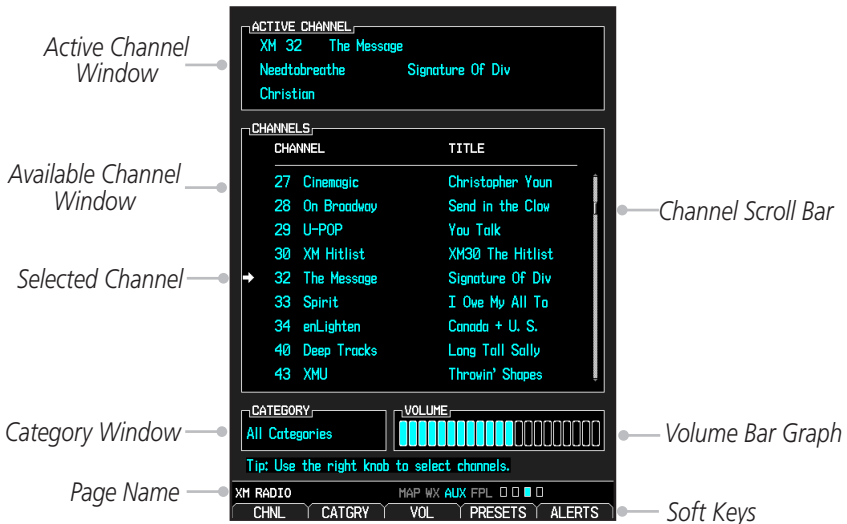 ACTIVE CHANNEL
XM 32 The Message
Needtobreathe Signature Of Div
Christian
CHANNELS
CHANNEL TITLE
27 Cinemagic Christopher Youn
28 On Broadway Send in the Clow
29 U-POP You Talk
30 XM Hitlist XM30 The Hitlist
32 The Message Signature Of Div
33 Spirit I Owe My All To
34 enLighten Canada + U. S.
40 Deep Tracks Long Tall Sally
43 XMU Throwin' Shapes
CATEGORY
All Categories
VOLUME
Tip: Use the right knob to select channels.
XM RADIO MAP WX AUX FPL
CHNL CATGRY VOL PRESETS ALERTS
Active Channel
Window
Available Channel
Window
Selected Channel
Category Window
Page Name
Channel Scroll Bar
Volume Bar Graph
Soft Keys